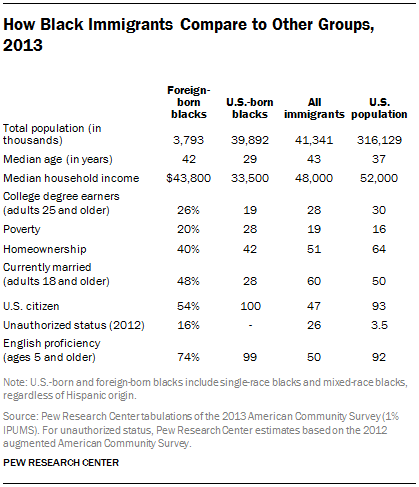 How Black Immigrants Compare to Other Groups,
2013
Foreign-
born
blacks
U.S.-born
blacks
All
immigrants
U.S.
population
Total population (in
thousands) 3,793 39,892 41,341 316,129
Median age (in years) 42 29 43 37
Median household income $43,800 33,500 48,000 52,000
College degree earners
(adults 25 and older) 26% 19 28 30
Poverty 20% 28 19 16
Homeownership 40% 42 51 64
Currently married
(adults 18 and older) 48% 28 60 50
U.S. citizen 54% 100 47 93
Unauthorized status (2012) 16% - 26 3.5
English proficiency
(ages 5 and older) 74% 99 50 92
Note: U.S.-born and foreign-born blacks include single-race blacks and mixed-race blacks,
regardless of Hispanic origin.
Source: Pew Research Center tabulations of the 2013 American Community Survey (1%
IPUMS). For unauthorized status, Pew Research Center estimates based on the 2012
augmented American Community Survey.
PEW RESEARCH CENTER